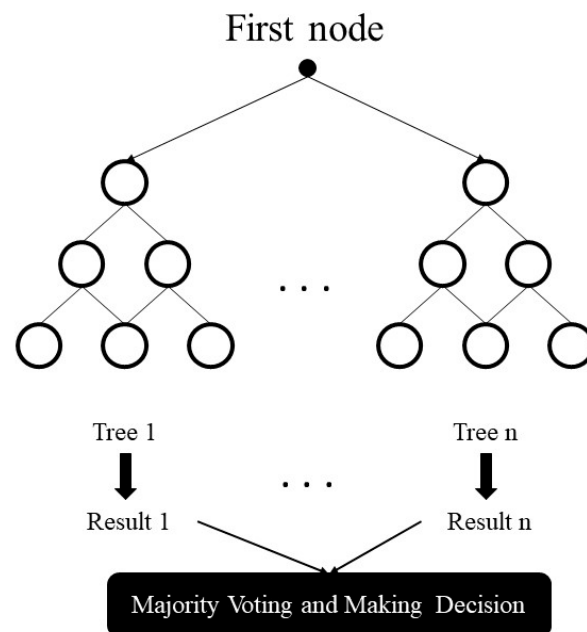 First node
. . .
Tree 1
Tree n
. . .
Result 1
Result n
Majority Voting and Making Decision